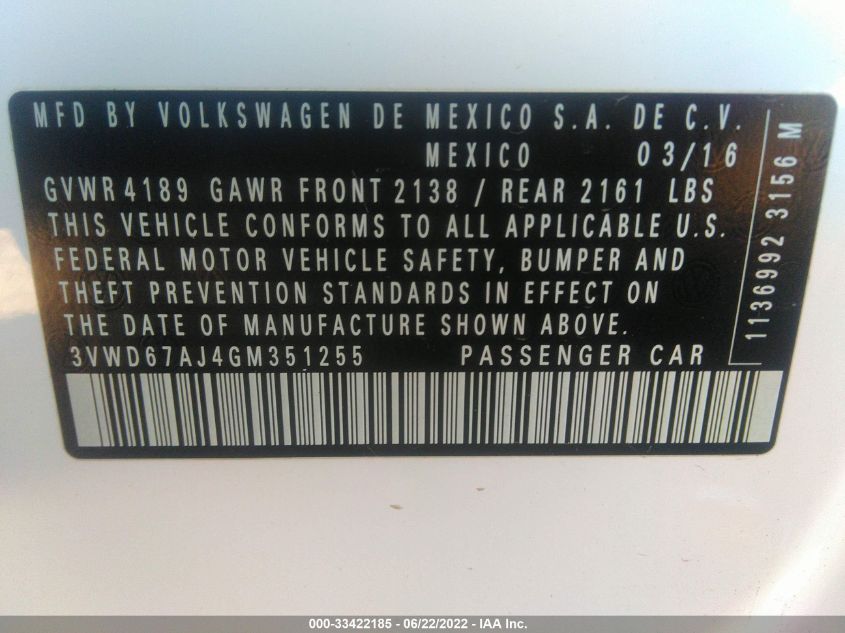 MFD BY VOLKSWAGEN DE MEXICO S.A. DE C.V.
MEXICO 03/16
GVWR 4189 GAWR FRONT 2138 / REAR 2161 LBS
THIS VEHICLE CONFORMS TO ALL APPLICABLE U.S.
FEDERAL MOTOR VEHICLE SAFETY, BUMPER AND
THEFT PREVENTION STANDARDS IN EFFECT ON
THE DATE OF MANUFACTURE SHOWN ABOVE.
3VWD67AJ4GM351255 PASSENGER CAR
1136992 3156 M
000-33422185 - 06/22/2022 - IAA Inc.